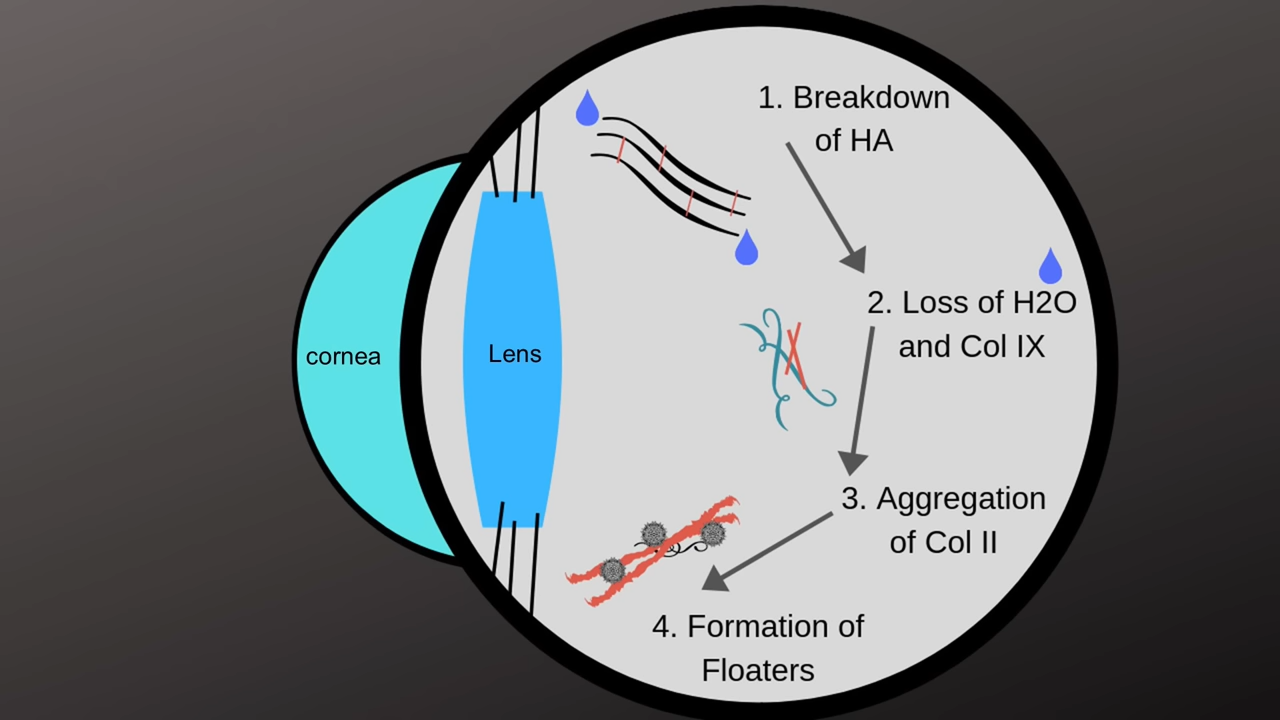 1. Breakdown
of HA
2. Loss of H2O
and Col IX
cornea
Lens
3. Aggregation
of Col II
4. Formation of
Floaters